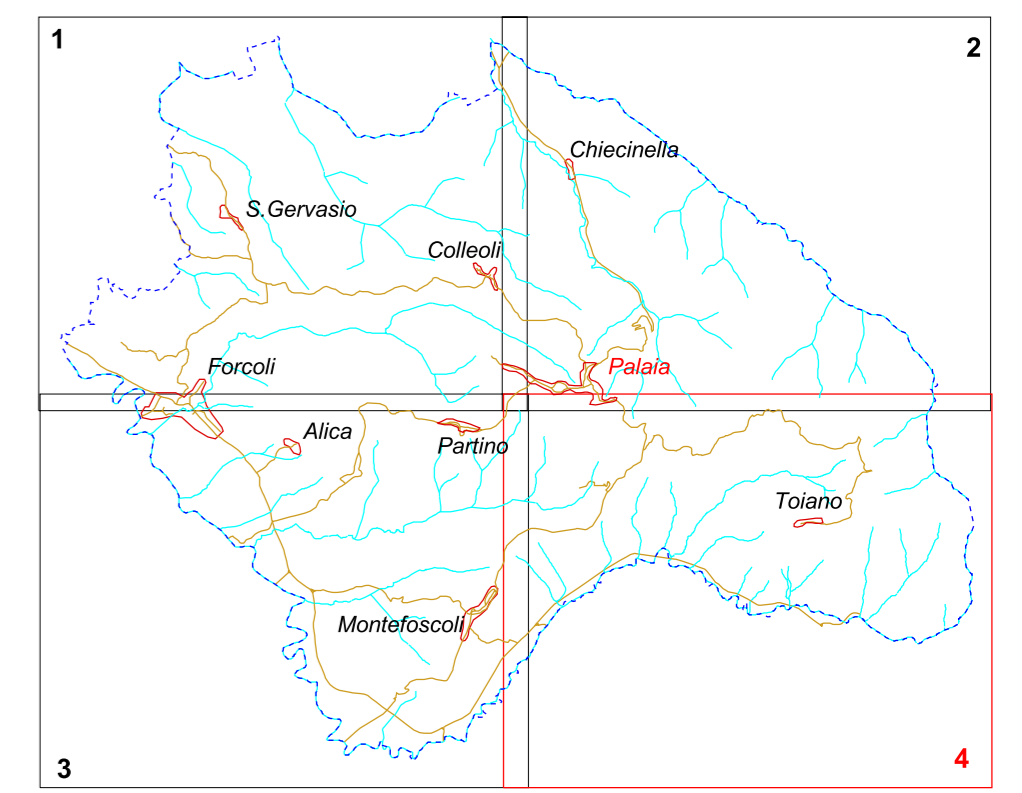 1
2
Chiecinella
S.Gervasio
Colleoli
Forcoli
Palaia
Alica
Partino
Toiano
Montefoscoli
3
4